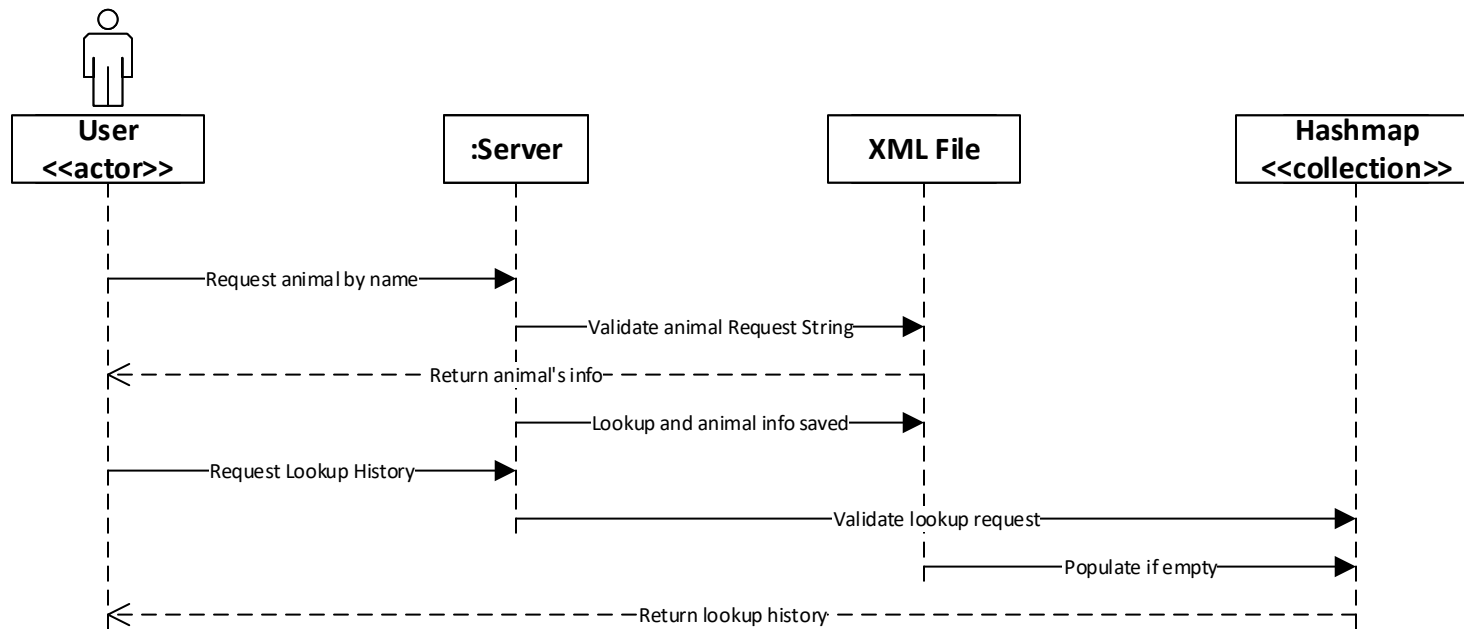 User
<<actor>>
:Server
XML File
Hashmap
<<collection>>
Request animal by name
Validate animal Request String
Return animal's info
Lookup and animal info saved
Request Lookup History
Validate lookup request
Populate if empty
Return lookup history